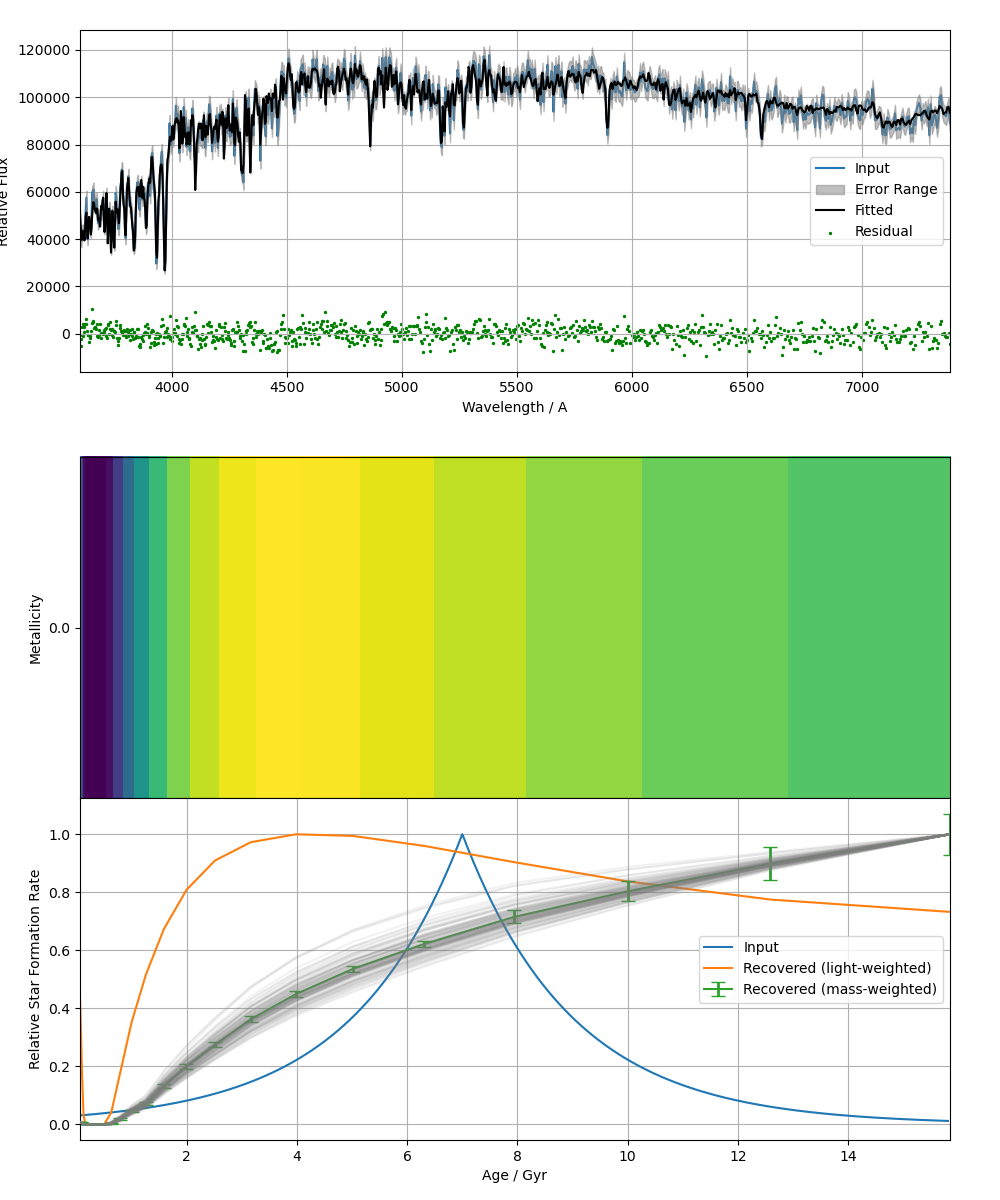 120000
100000
80000
60000
40000
20000
0
Relative Flux
Input
Error Range
Fitted
Residual
4000 4500 5000 5500 6000 6500 7000
Wavelength / A
Metallicity
0.0
1.0
0.8
0.6
0.4
0.2
0.0
Relative Star Formation Rate
Input
Recovered (light-weighted)
Recovered (mass-weighted)
2 4 6 8 10 12 14
Age / Gyr